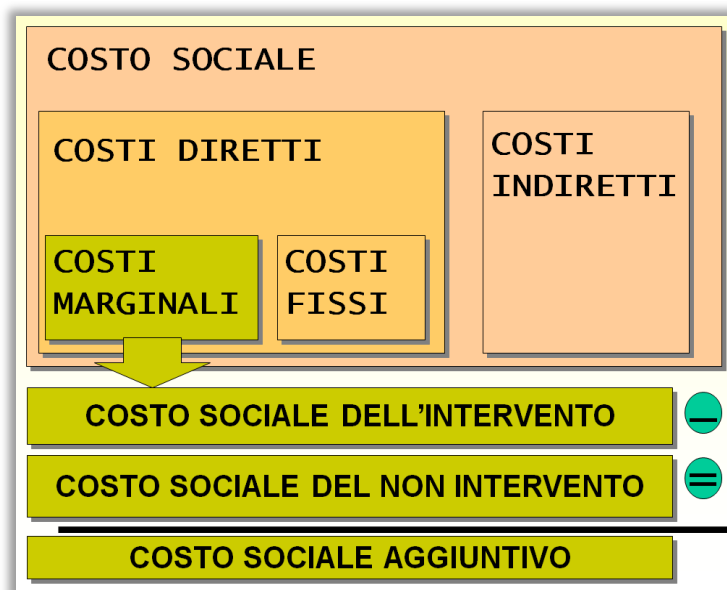 COSTO SOCIALE
COSTI DIRETTI
COSTI
INDIRETTI
COSTI
MARGINALI
COSTI
FISSI
COSTO SOCIALE DELL'INTERVENTO
–
COSTO SOCIALE DEL NON INTERVENTO
=
COSTO SOCIALE AGGIUNTIVO